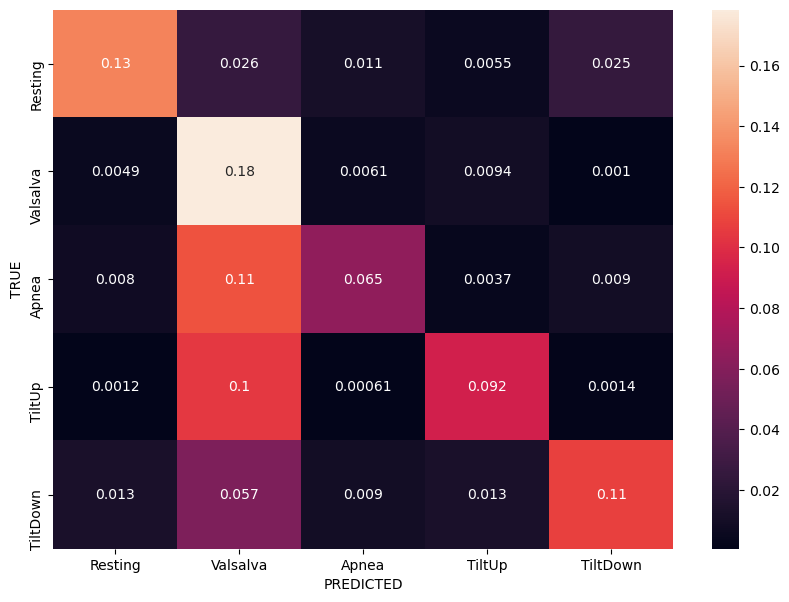 Resting 0.13 0.026 0.011 0.0055 0.025
Valsalva 0.0049 0.18 0.0061 0.0094 0.001
Apnea 0.008 0.11 0.065 0.0037 0.009
TiltUp 0.0012 0.1 0.00061 0.092 0.0014
TiltDown 0.013 0.057 0.009 0.013 0.11
Resting Valsalva Apnea TiltUp TiltDown
PREDICTED
TRUE
0.16
0.14
0.12
0.10
0.08
0.06
0.04
0.02